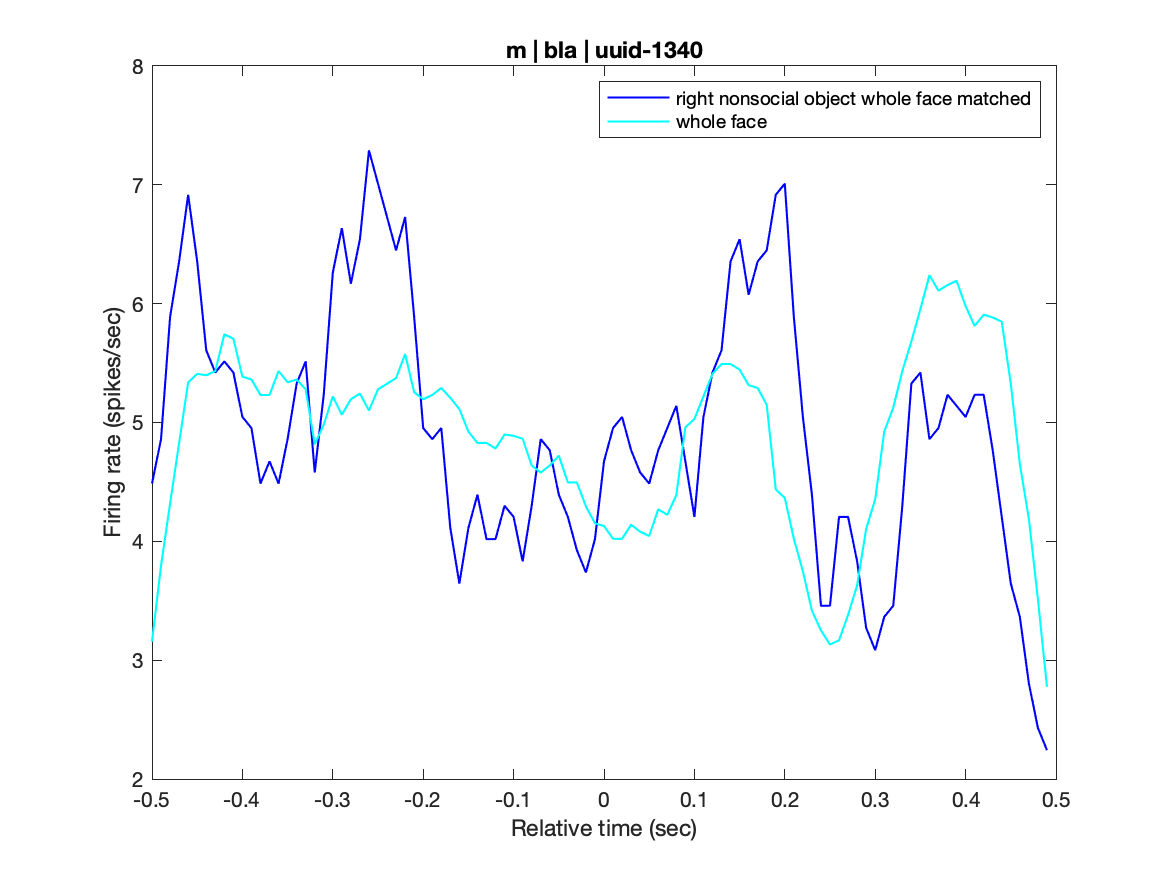 m | bla | uuid-1340
right nonsocial object whole face matched
whole face
Firing rate (spikes/sec)
8
7
6
5
4
3
2
-0.5 -0.4 -0.3 -0.2 -0.1 0 0.1 0.2 0.3 0.4 0.5
Relative time (sec)